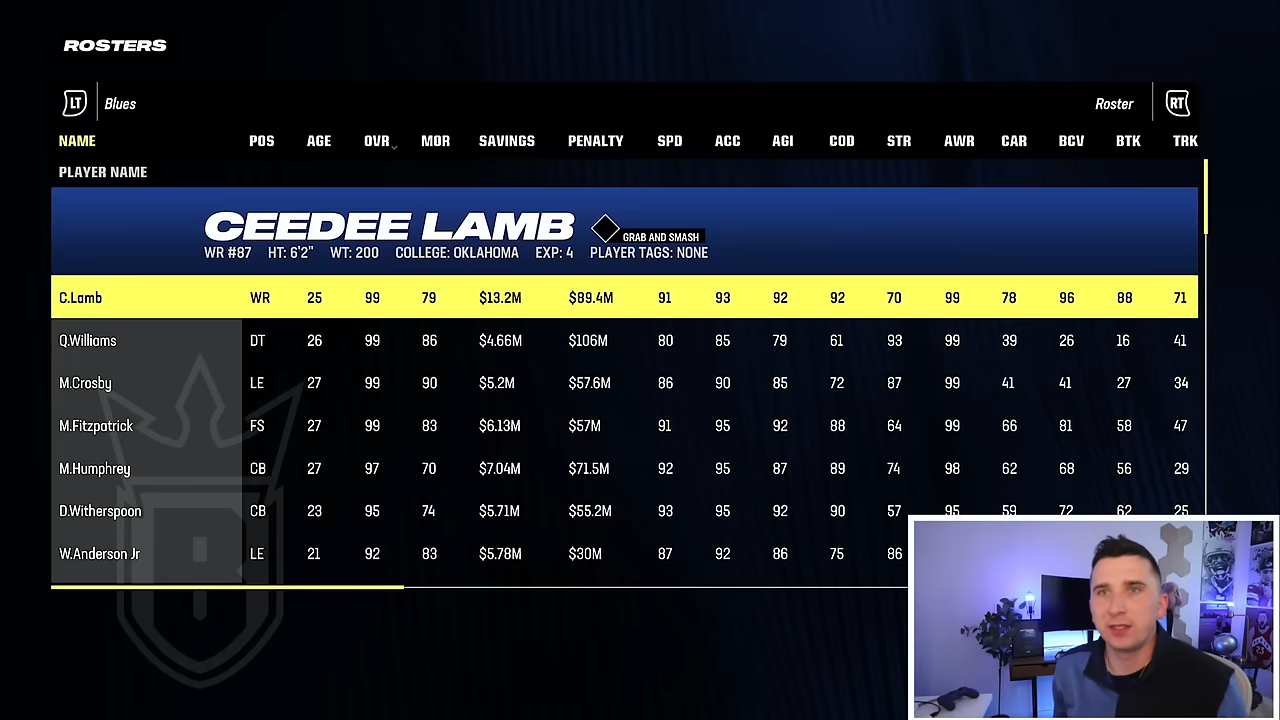 ROSTERS
LT Blues Roster RT
NAME POS AGE OVR MOR SAVINGS PENALTY SPD ACC AGI COD STR AWR CAR BCV BTK TRK
PLAYER NAME
CEEDEE LAMB
GRAB AND SMASH
WR #87 HT: 6'2" WT: 200 COLLEGE: OKLAHOMA EXP: 4 PLAYER TAGS: NONE
C.Lamb WR 25 99 79 $13.2M $89.4M 91 93 92 92 70 99 78 96 88 71
Q.Williams DT 26 99 86 $4.66M $106M 80 85 79 61 93 99 39 26 16 41
M.Crosby LE 27 99 90 $5.2M $57.6M 86 90 85 72 87 99 41 41 27 34
M.Fitzpatrick FS 27 99 83 $6.13M $57M 91 95 92 88 64 99 66 81 58 47
M.Humphrey CB 27 97 70 $7.04M $71.5M 92 95 87 89 74 98 62 68 56 29
D.Witherspoon CB 23 95 74 $5.71M $55.2M 93 95 92 90 57 95 59 72 62 25
W.Anderson Jr LE 21 92 83 $5.78M $30M 87 92 86 75 86